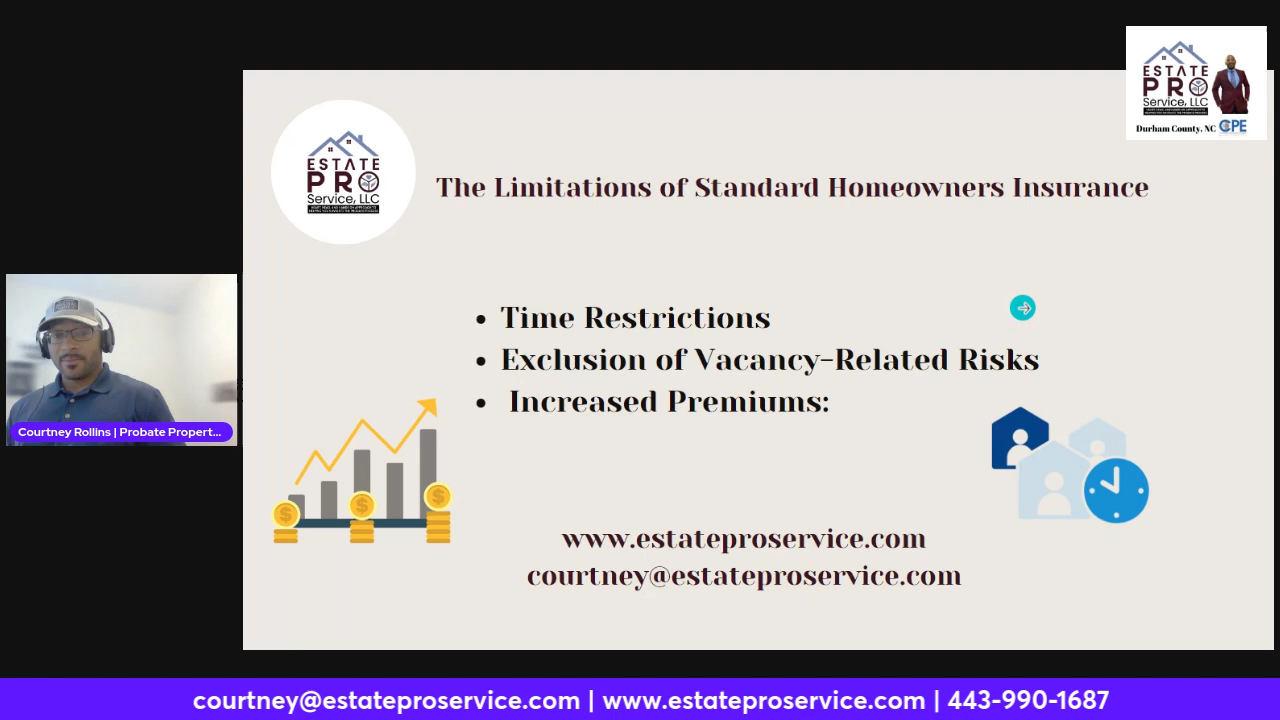 ESTATE
PRO
Service, LLC
Durham County, NC CPE
ESTATE
PRO
Service, LLC
The Limitations of Standard Homeowners Insurance
• Time Restrictions
• Exclusion of Vacancy-Related Risks
• Increased Premiums:
Courtney Rollins | Probate Propert...
www.estateproservice.com
courtney@estateproservice.com
courtney@estateproservice.com | www.estateproservice.com | 443-990-1687